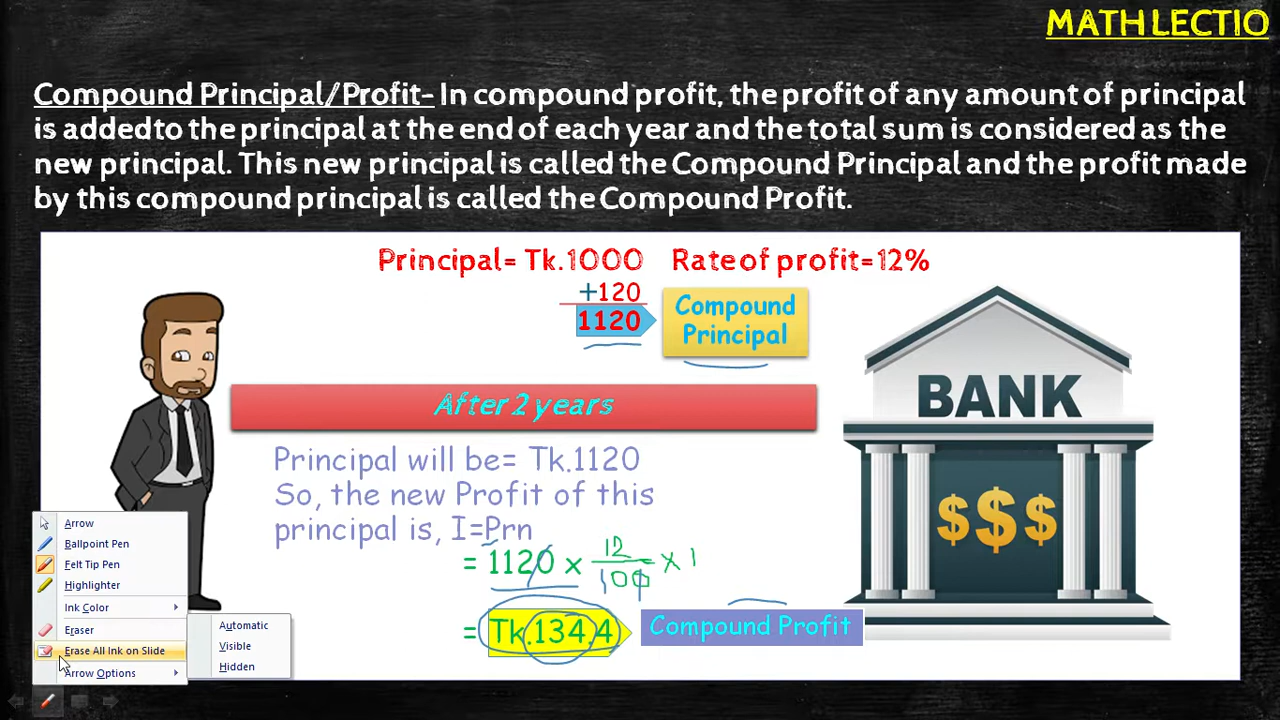 MATH LECTIO
Compound Principal/Profit- In compound profit, the profit of any amount of principal
is addedto the principal at the end of each year and the total sum is considered as the
new principal. This new principal is called the Compound Principal and the profit made
by this compound principal is called the Compound Profit.
Principal= Tk.1000 Rate of profit=12%
+120
1120
Compound
Principal
After 2 years
BANK
$$$
Principal will be= Tk.1120
So, the new Profit of this
principal is, I=Prn
= 1120 × 12/100 × 1
= Tk.134.4
Compound Profit
Arrow
Ballpoint Pen
Felt Tip Pen
Highlighter
Ink Color
Eraser
Erase All Ink on Slide
Arrow Options
Automatic
Visible
Hidden